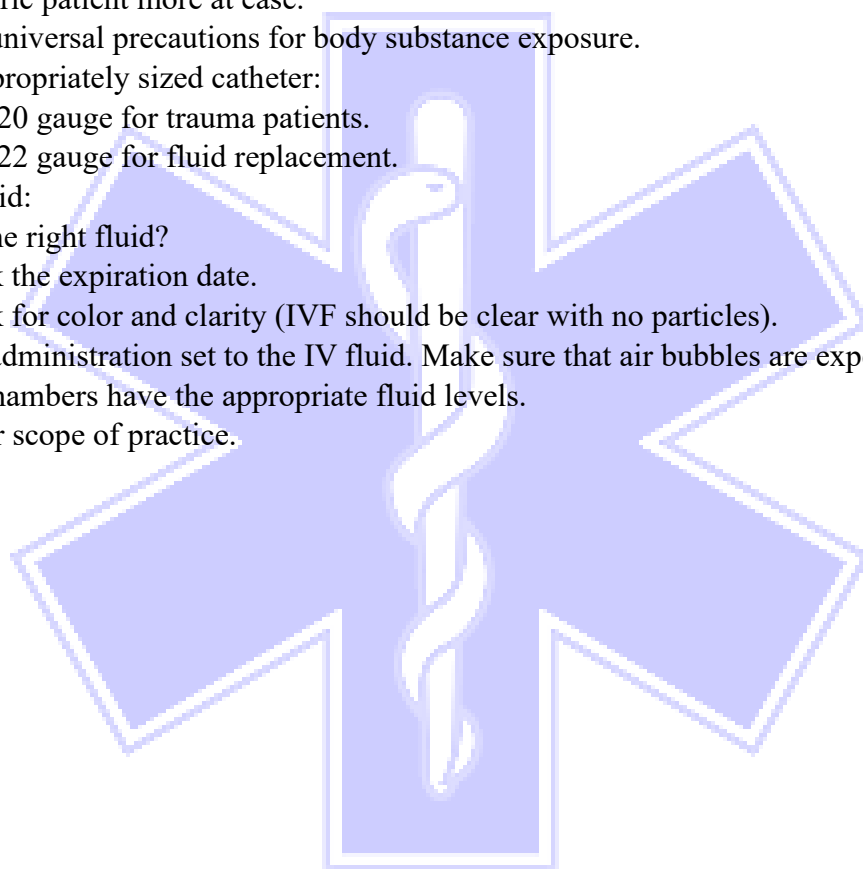 ric patient more at ease.
universal precautions for body substance exposure.
propriately sized catheter:
20 gauge for trauma patients.
22 gauge for fluid replacement.
id:
e right fluid?
the expiration date.
for color and clarity (IVF should be clear with no particles).
administration set to the IV fluid. Make sure that air bubbles are exp
ambers have the appropriate fluid levels.
r scope of practice.